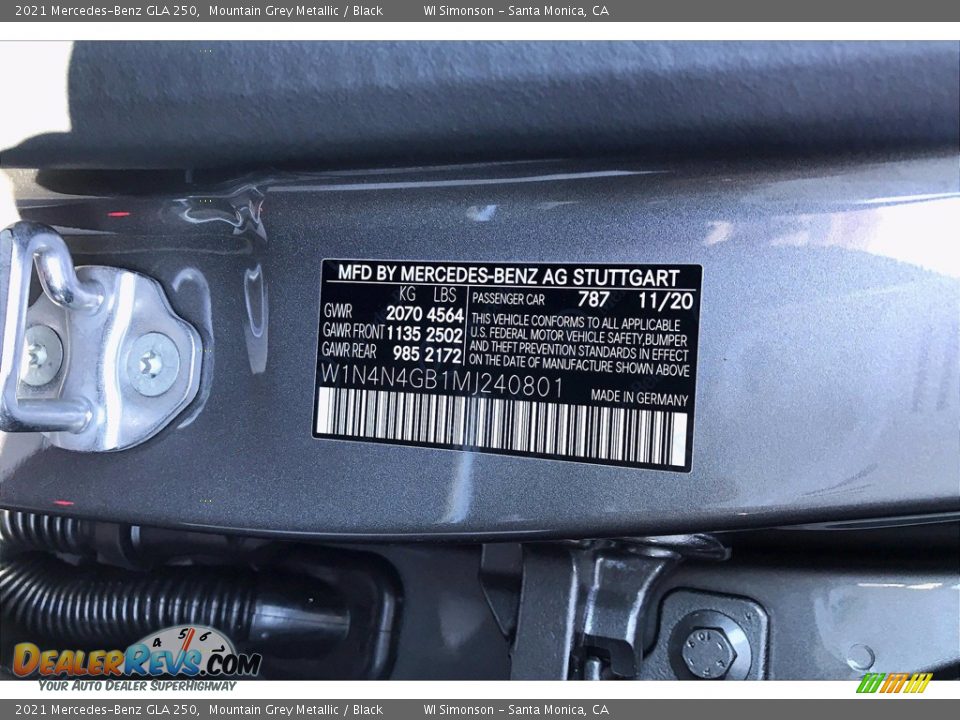 2021 Mercedes-Benz GLA 250, Mountain Grey Metallic / Black WI Simonson - Santa Monica, CA
MFD BY MERCEDES-BENZ AG STUTTGART
KG LBS
GVWR 2070 4564
GAWR FRONT 1135 2502
GAWR REAR 985 2172
PASSENGER CAR 787 11/20
THIS VEHICLE CONFORMS TO ALL APPLICABLE
U.S. FEDERAL MOTOR VEHICLE SAFETY, BUMPER
AND THEFT PREVENTION STANDARDS IN EFFECT
ON THE DATE OF MANUFACTURE SHOWN ABOVE
W1N4N4GB1MJ240801 MADE IN GERMANY
4 5 6
DEALERREVS.COM
YOUR AUTO DEALER SUPERHIGHWAY
2021 Mercedes-Benz GLA 250, Mountain Grey Metallic / Black WI Simonson - Santa Monica, CA